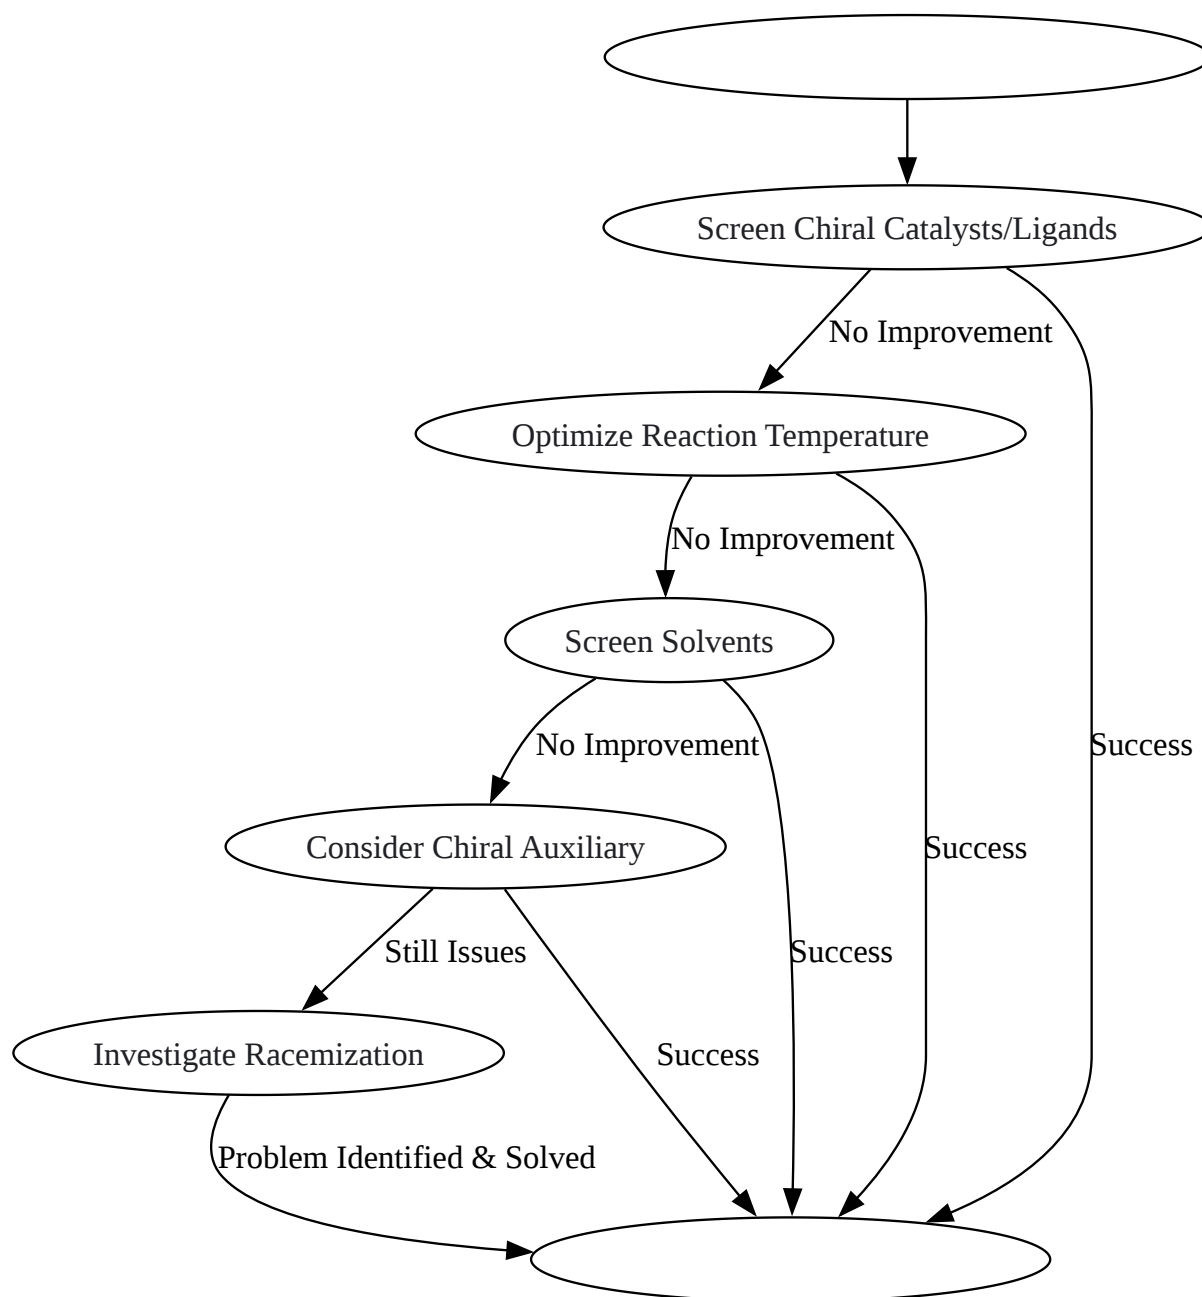 Screen Chiral Catalysts/Ligands
No Improvement
Optimize Reaction Temperature
No Improvement
Screen Solvents
No Improvement
Success
Consider Chiral Auxiliary
Success
Still Issues
Success
Investigate Racemization
Success
Problem Identified & Solved